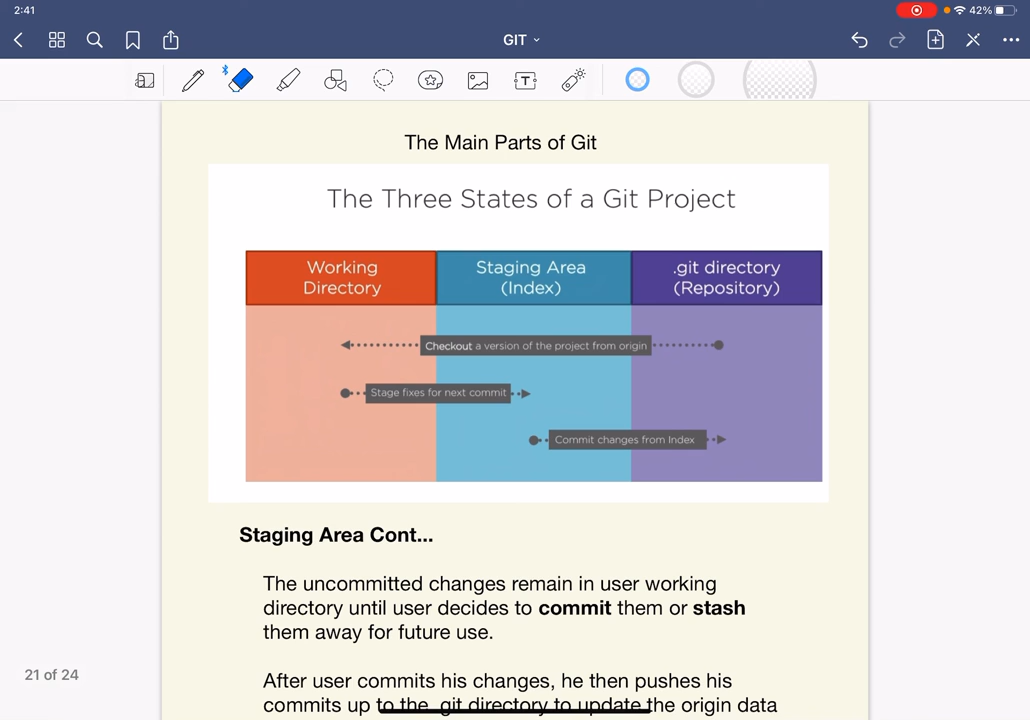 2:41
42%
GIT
The Main Parts of Git
The Three States of a Git Project
Working
Directory
Staging Area
(Index)
.git directory
(Repository)
Checkout a version of the project from origin
Stage fixes for next commit
Commit changes from Index
Staging Area Cont...
The uncommitted changes remain in user working
directory until user decides to commit them or stash
them away for future use.
After user commits his changes, he then pushes his
commits up to the .git directory to update the origin data
21 of 24